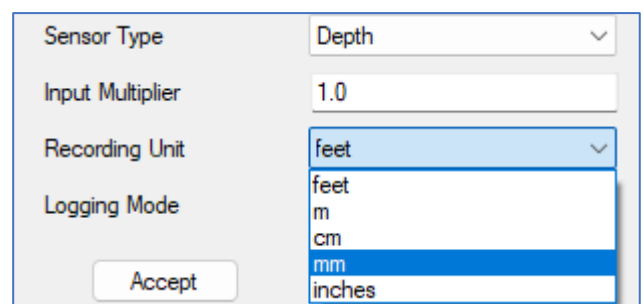 Sensor Type Depth
Input Multiplier 1.0
Recording Unit feet
feet
Logging Mode m
cm
mm
Accept inches